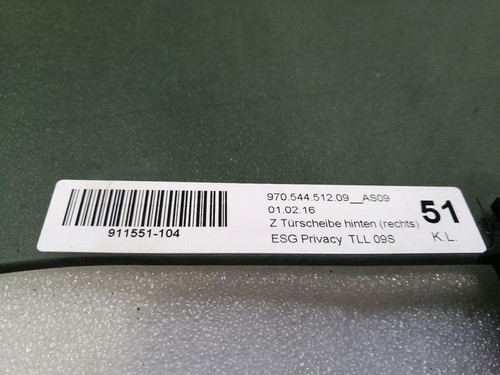 970.544.512.09__AS09
01.02.16
Z Türscheibe hinten (rechts)
ESG Privacy TLL 09S
911551-104
51
K.L.